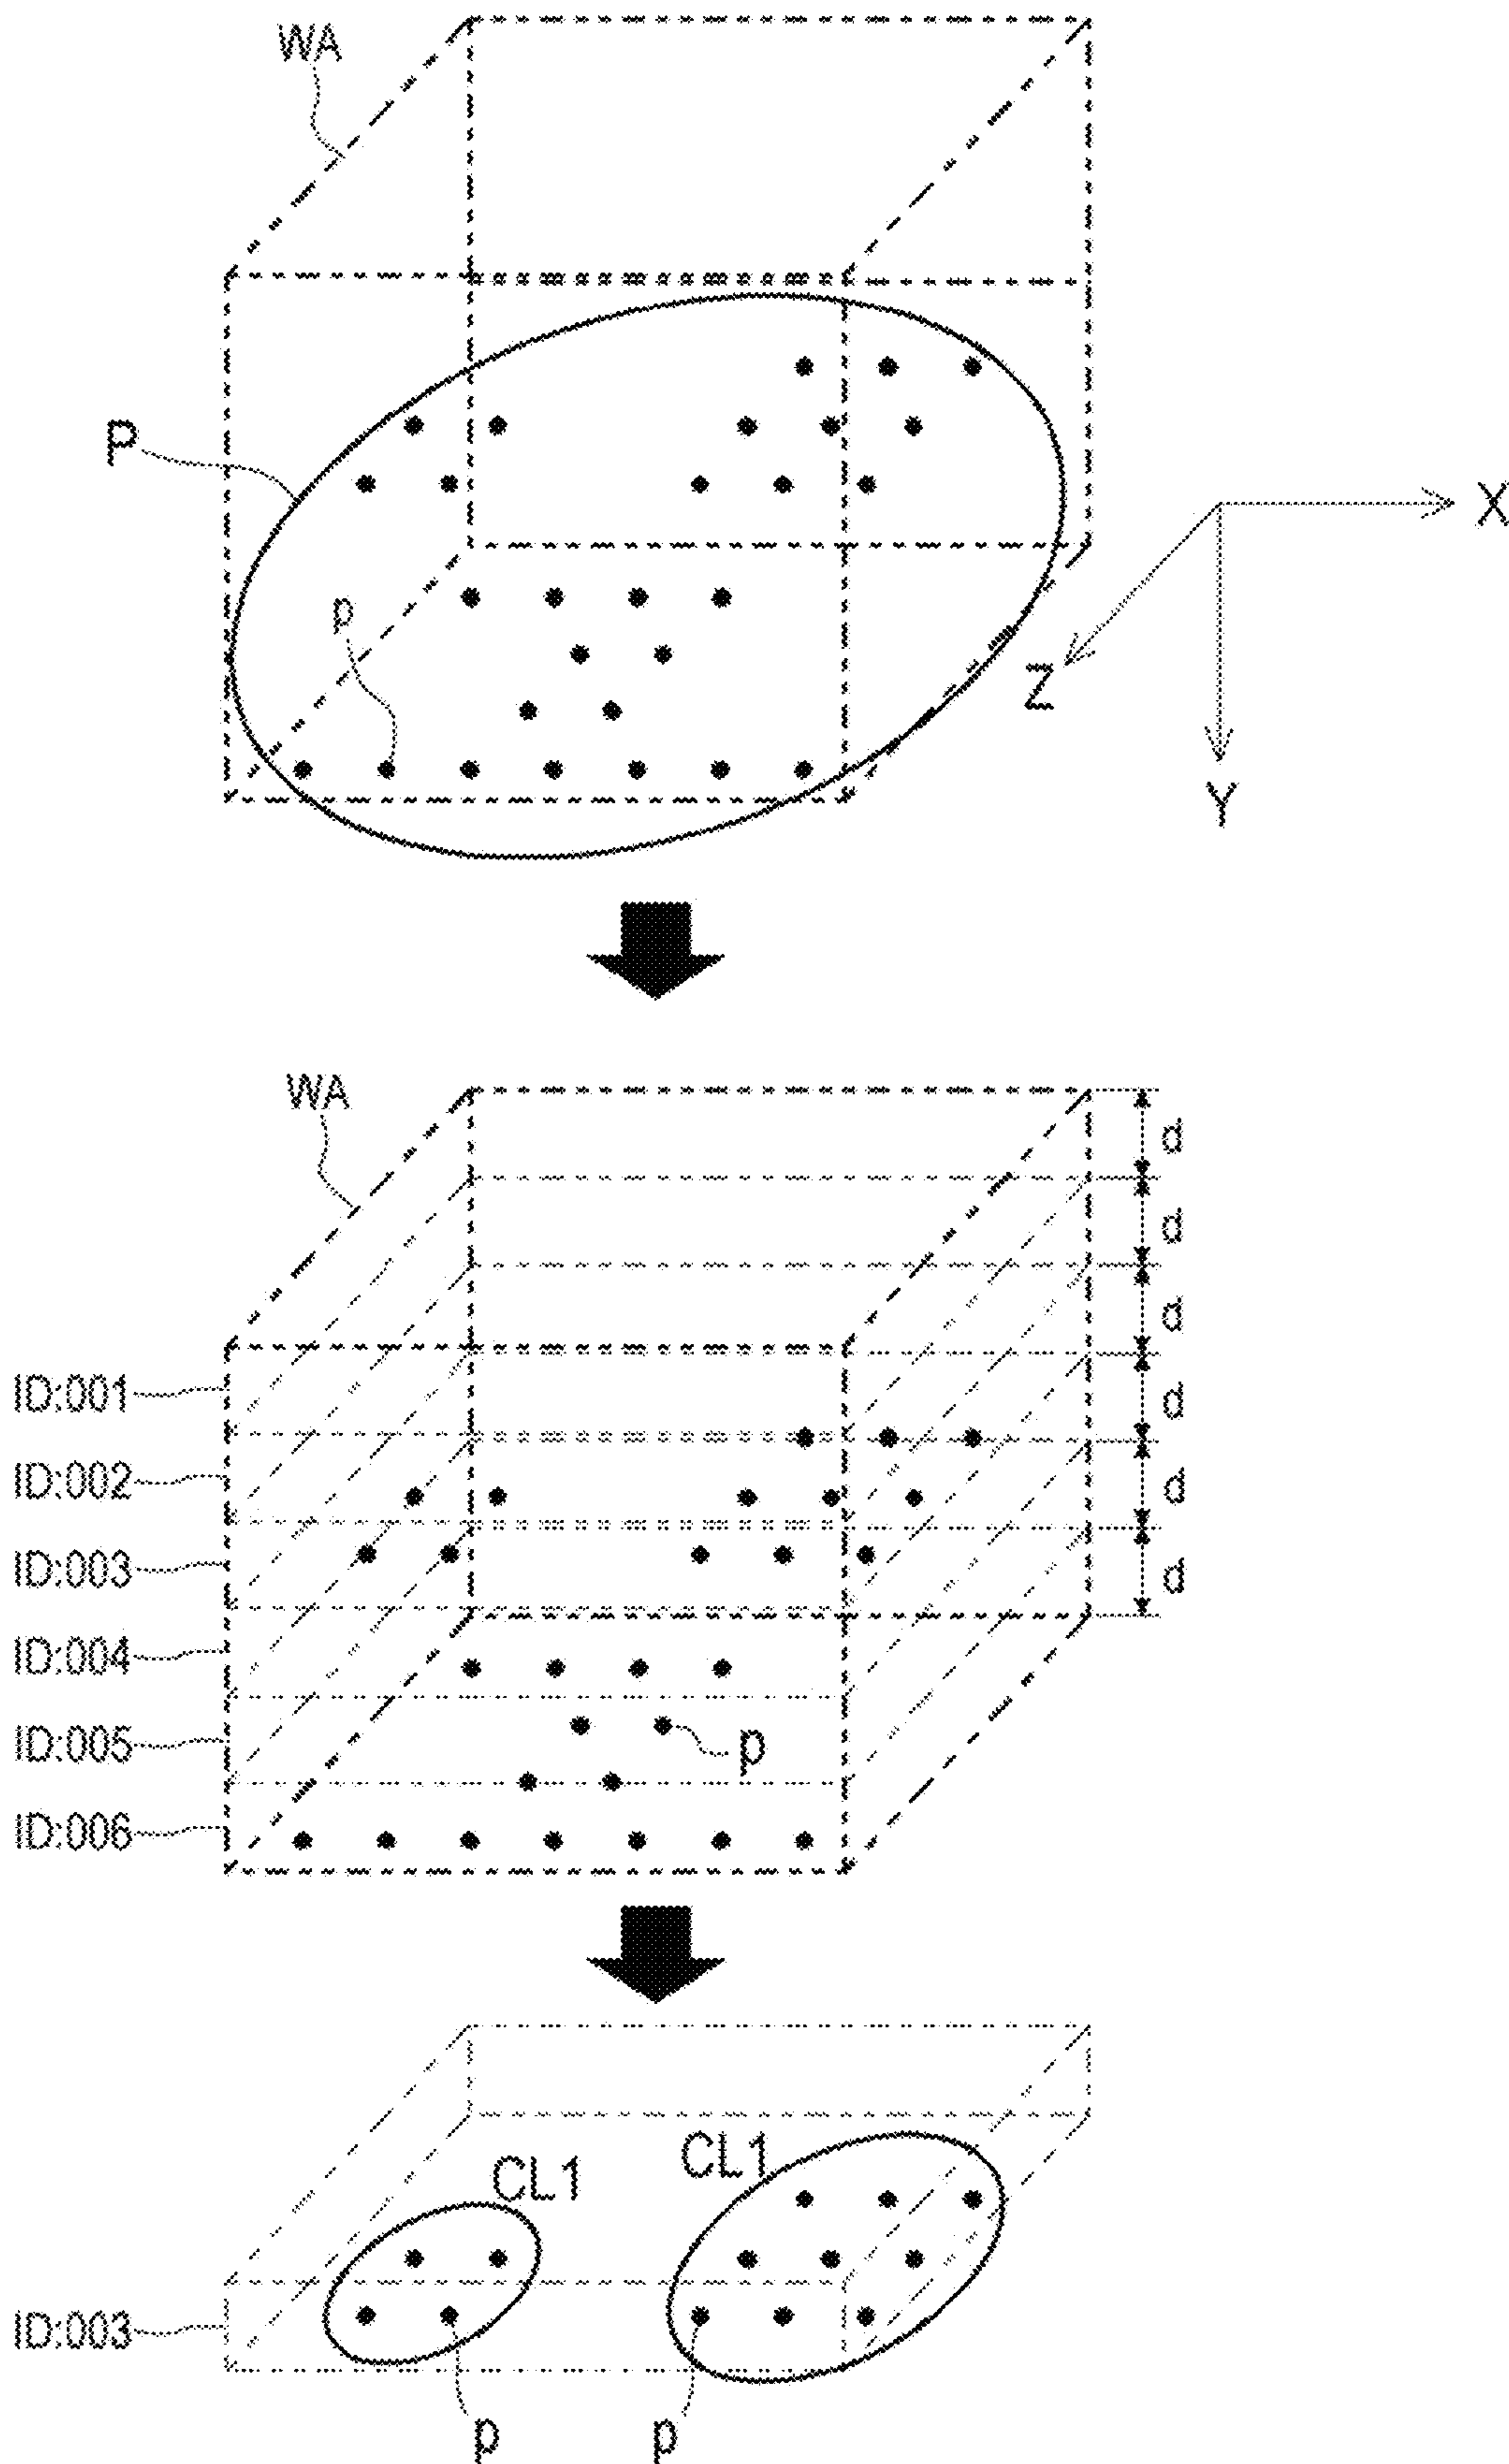 WA
P
X
p
Z
Y
WA
d
d
d
ID:001
d
ID:002
d
ID:003
d
ID:004
ID:005
p
ID:006
CL1
CL1
ID:003
p
p